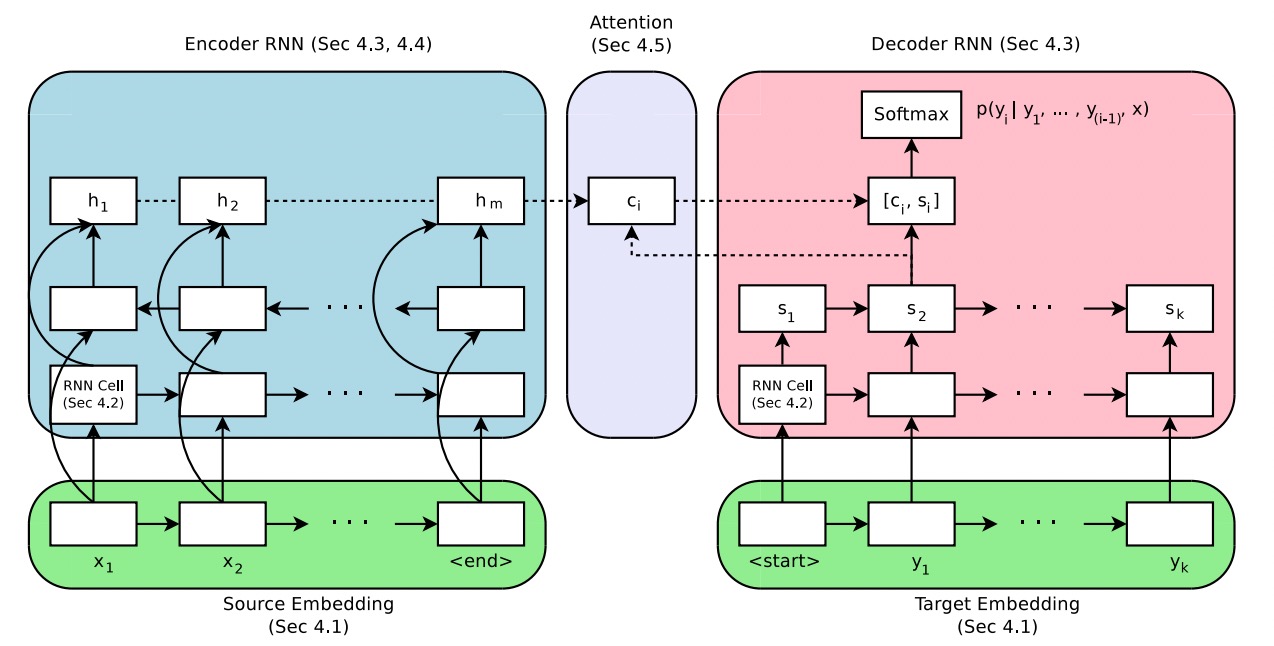 Encoder RNN (Sec 4.3, 4.4)
Attention
(Sec 4.5)
Decoder RNN (Sec 4.3)
Softmax
p(y_i | y_1, ... , y_(i-1), x)
h_1
h_2
h_m
c_i
[c_i, s_i]
. . .
s_1
s_2
. . .
s_k
RNN Cell
(Sec 4.2)
. . .
RNN Cell
(Sec 4.2)
. . .
. . .
. . .
x_1
x_2
<end>
<start>
y_1
y_k
Source Embedding
(Sec 4.1)
Target Embedding
(Sec 4.1)